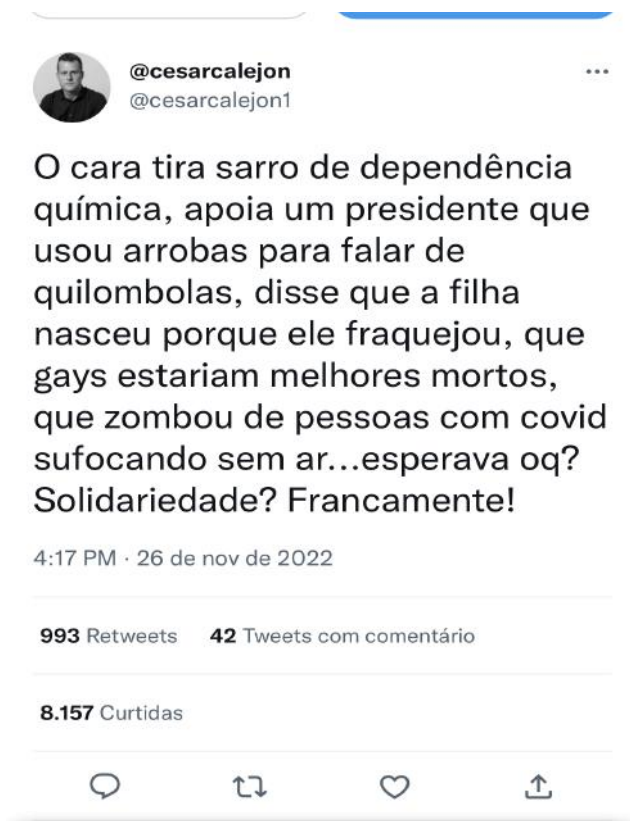 @cesarcalejon
@cesarcalejon1
O cara tira sarro de dependência
química, apoia um presidente que
usou arrobas para falar de
quilombolas, disse que a filha
nasceu porque ele fraquejou, que
gays estariam melhores mortos,
que zombou de pessoas com covid
sufocando sem ar...esperava oq?
Solidariedade? Francamente!
4:17 PM · 26 de nov de 2022
993 Retweets 42 Tweets com comentário
8.157 Curtidas